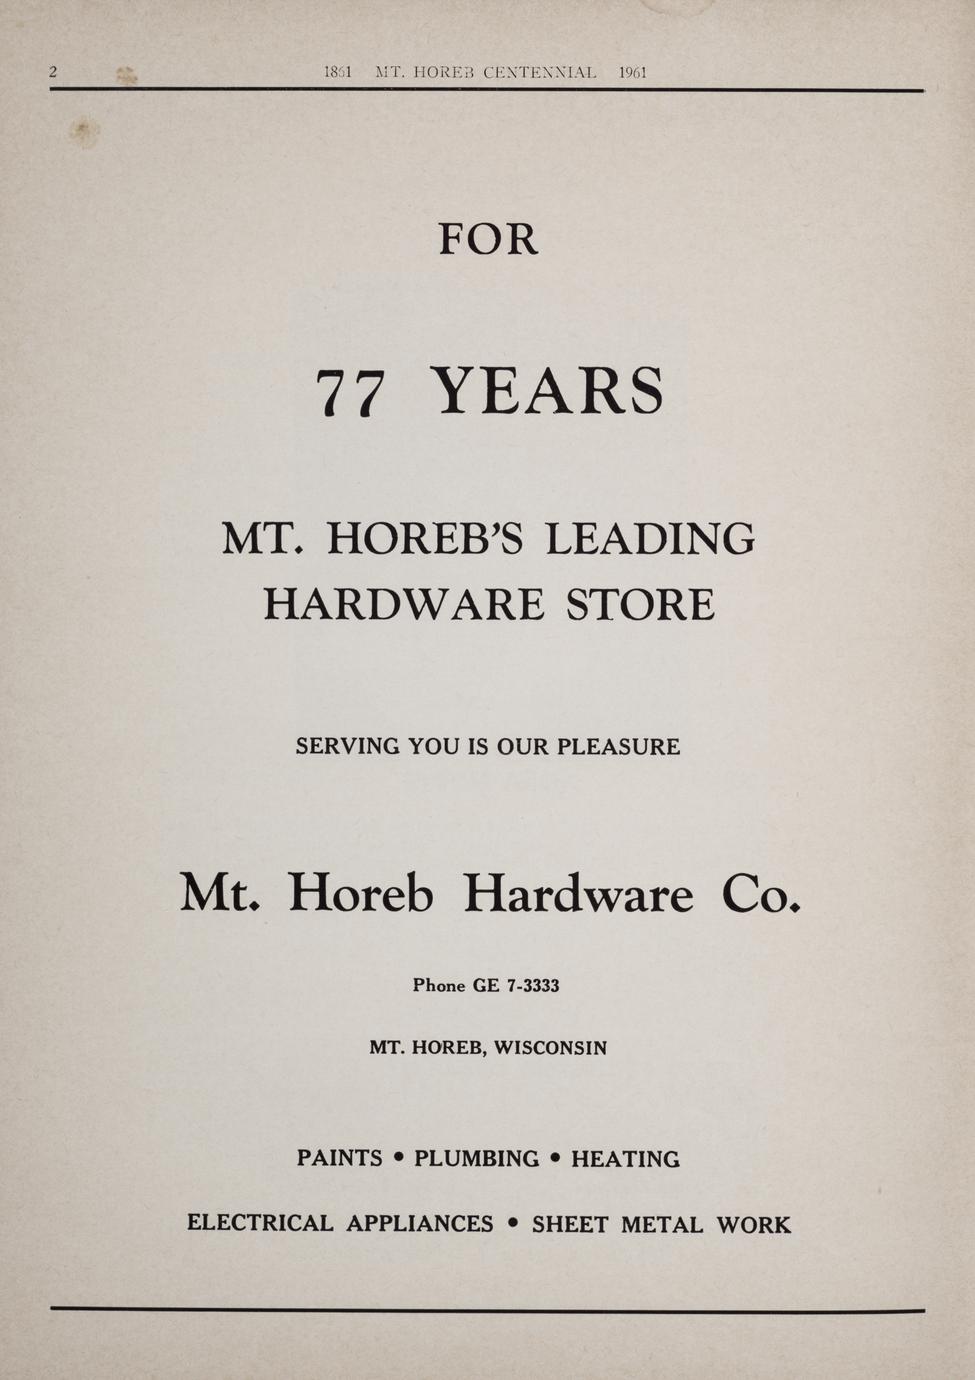 2 1861 MT. HOREB CENTENNIAL 1961
FOR
77 YEARS
MT. HOREB'S LEADING
HARDWARE STORE
SERVING YOU IS OUR PLEASURE
Mt. Horeb Hardware Co.
Phone GE 7-3333
MT. HOREB, WISCONSIN
PAINTS • PLUMBING • HEATING
ELECTRICAL APPLIANCES • SHEET METAL WORK